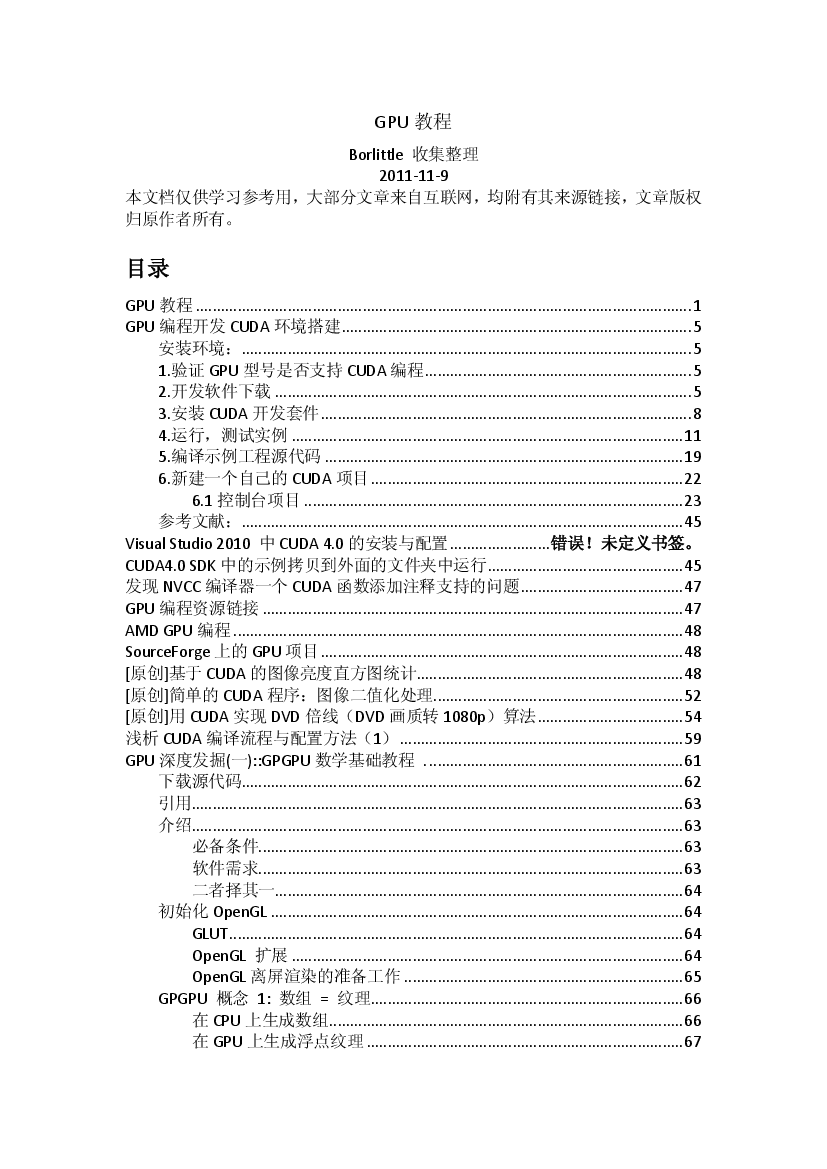 GPU 教程
Borlittle 收集整理
2011-11-9
本文档仅供学习参考用，大部分文章来自互联网，均附有其来源链接，文章版权
归原作者所有。
目录
GPU 教程 ........................................................................................................................1
GPU 编程开发 CUDA 环境搭建.....................................................................................5
安装环境：.............................................................................................................5
1.验证 GPU 型号是否支持 CUDA 编程.................................................................5
2.开发软件下载 .....................................................................................................5
3.安装 CUDA 开发套件 ..........................................................................................8
4.运行，测试实例 ...............................................................................................11
5.编译示例工程源代码 .......................................................................................19
6.新建一个自己的 CUDA 项目............................................................................22
6.1 控制台项目 ............................................................................................23
参考文献：...........................................................................................................45
Visual Studio 2010 中 CUDA 4.0 的安装与配置........................错误！未定义书签。
CUDA4.0 SDK 中的示例拷贝到外面的文件夹中运行................................................45
发现 NVCC 编译器一个 CUDA 函数添加注释支持的问题........................................47
GPU 编程资源链接 ......................................................................................................47
AMD GPU 编程.............................................................................................................48
SourceForge 上的 GPU 项目 ........................................................................................48
[原创]基于 CUDA 的图像亮度直方图统计.................................................................48
[原创]简单的 CUDA 程序：图像二值化处理.............................................................52
[原创]用 CUDA 实现 DVD 倍线（DVD 画质转 1080p）算法....................................54
浅析 CUDA 编译流程与配置方法（1） .....................................................................59
GPU 深度发掘(一)::GPGPU 数学基础教程 ................................................................61
下载源代码...........................................................................................................62
引用.......................................................................................................................63
介绍.......................................................................................................................63
必备条件.......................................................................................................63
软件需求.......................................................................................................63
二者择其一...................................................................................................64
初始化 OpenGL ....................................................................................................64
GLUT..............................................................................................................64
OpenGL 扩展 ...............................................................................................64
OpenGL 离屏渲染的准备工作 ....................................................................65
GPGPU 概念 1: 数组 = 纹理............................................................................66
在 CPU 上生成数组......................................................................................66
在 GPU 上生成浮点纹理 .............................................................................67